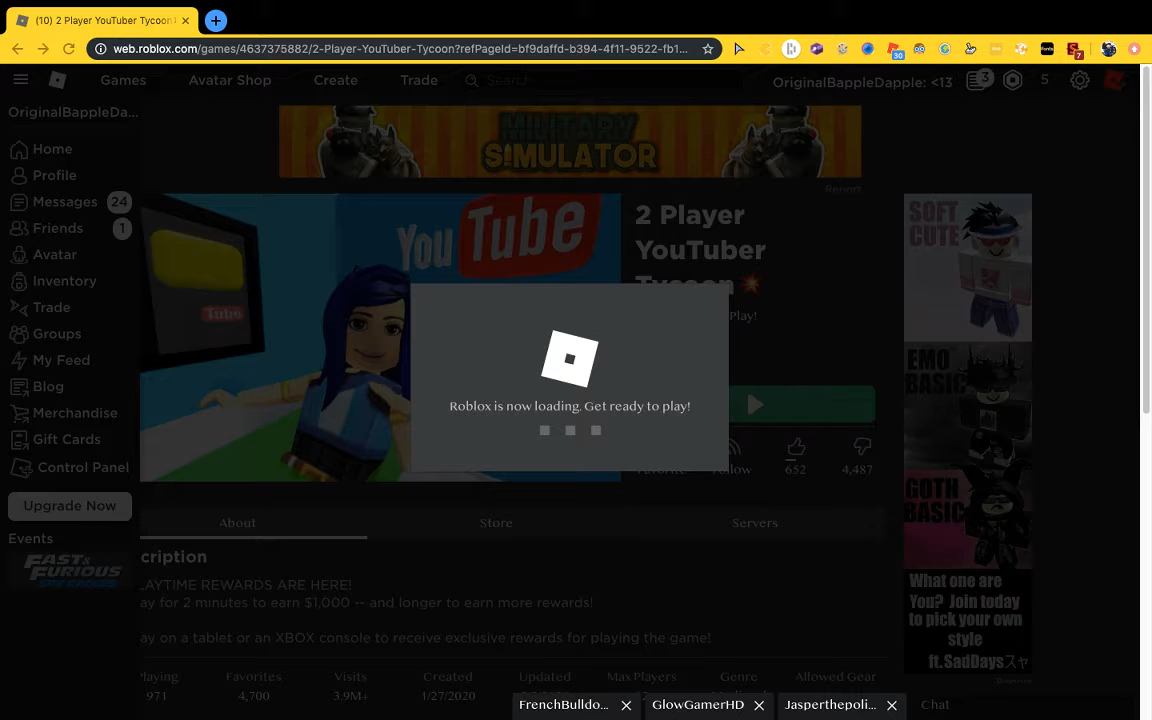 (10) 2 Player YouTuber Tycoon
web.roblox.com/games/4637375882/2-Player-YouTuber-Tycoon?refPageId=bf9daffd-b394-4f11-9522-fb1...
30
7
Games
Avatar Shop
Create
Trade
Search
OriginalBappleDapple: <13
3
5
OriginalBappleDa...
Home
Profile
Messages 24
Friends 1
Avatar
Inventory
Trade
Groups
My Feed
Blog
Merchandise
Gift Cards
Control Panel
Upgrade Now
Events
FAST & FURIOUS
SPY RACERS
MILITARY
SIMULATOR
Report
YouTube
Tube
2 Player
YouTuber
Tycoon
Play!
Roblox is now loading. Get ready to play!
Favorite
Follow
652
4,487
About
Store
Servers
cription
LAYTIME REWARDS ARE HERE!
ay for 2 minutes to earn $1,000 -- and longer to earn more rewards!
ay on a tablet or an XBOX console to receive exclusive rewards for playing the game!
Playing
971
Favorites
4,700
Visits
3.9M+
Created
1/27/2020
Updated
Max Players
Genre
Allowed Gear
SOFT
CUTE
EMO
BASIC
GOTH
BASIC
What one are
You? Join today
to pick your own
style
ft.SadDaysスャ
FrenchBulldo...
GlowGamerHD
Jasperthepoli...
Chat